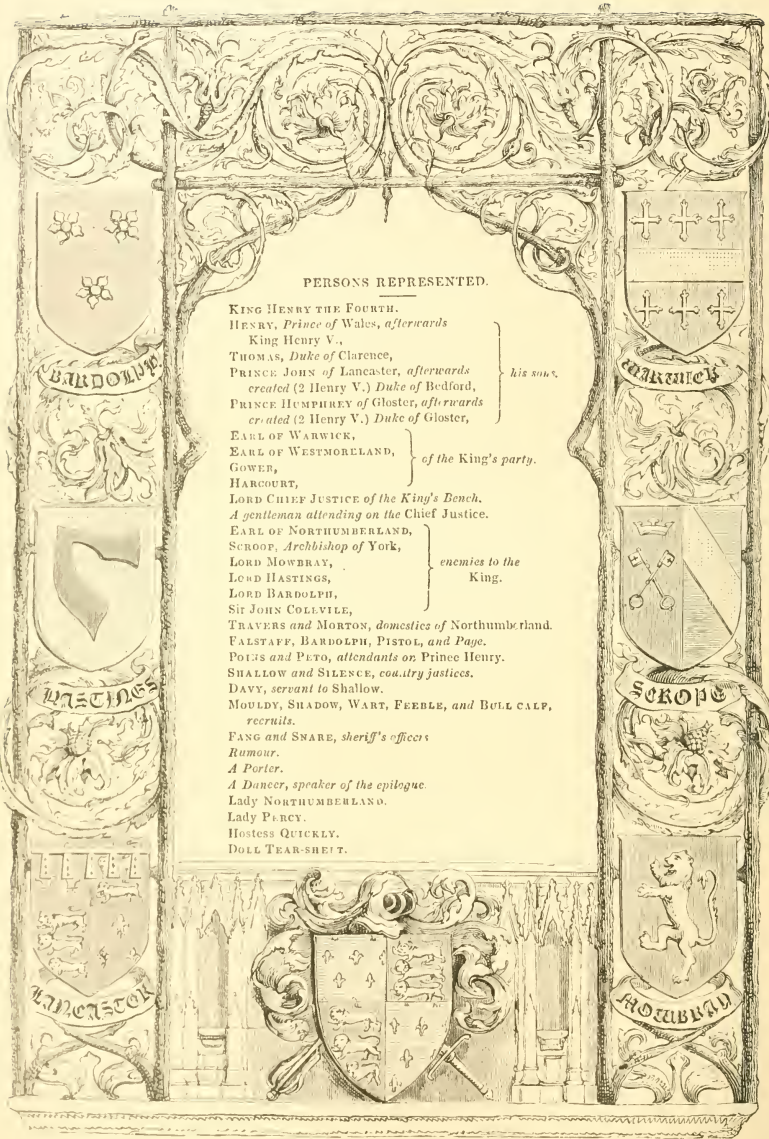 PERSONS REPRESENTED.
KING HENRY THE FOURTH.
HENRY, Prince of Wales, afterwards
King Henry V.,
THOMAS, Duke of Clarence,
PRINCE JOHN of Lancaster, afterwards
created (2 Henry V.) Duke of Bedford,
PRINCE HUMPHREY of Gloster, afterwards
created (2 Henry V.) Duke of Gloster,
his sons.
EARL OF WARWICK,
EARL OF WESTMORELAND,
GOWER,
HARCOURT,
of the King's party.
LORD CHIEF JUSTICE of the King's Bench.
A gentleman attending on the Chief Justice.
EARL OF NORTHUMBERLAND,
SCROOP, Archbishop of York,
LORD MOWBRAY,
LORD HASTINGS,
LORD BARDOLPH,
Sir JOHN COLEVILE,
enemies to the
King.
TRAVERS and MORTON, domestics of Northumberland.
FALSTAFF, BARDOLPH, PISTOL, and Page.
POINS and PETO, attendants on Prince Henry.
SHALLOW and SILENCE, country justices.
DAVY, servant to Shallow.
MOULDY, SHADOW, WART, FEEBLE, and BULL CALF,
recruits.
FANG and SNARE, sheriff's officers
Rumour.
A Porter.
A Dancer, speaker of the epilogue.
Lady NORTHUMBERLAND.
Lady PERCY.
Hostess QUICKLY.
DOLL TEAR-SHEET.
BARDOLPH
HASTINGS
LANCASTOR
WARWICK
SCROPE
MOWBRAY